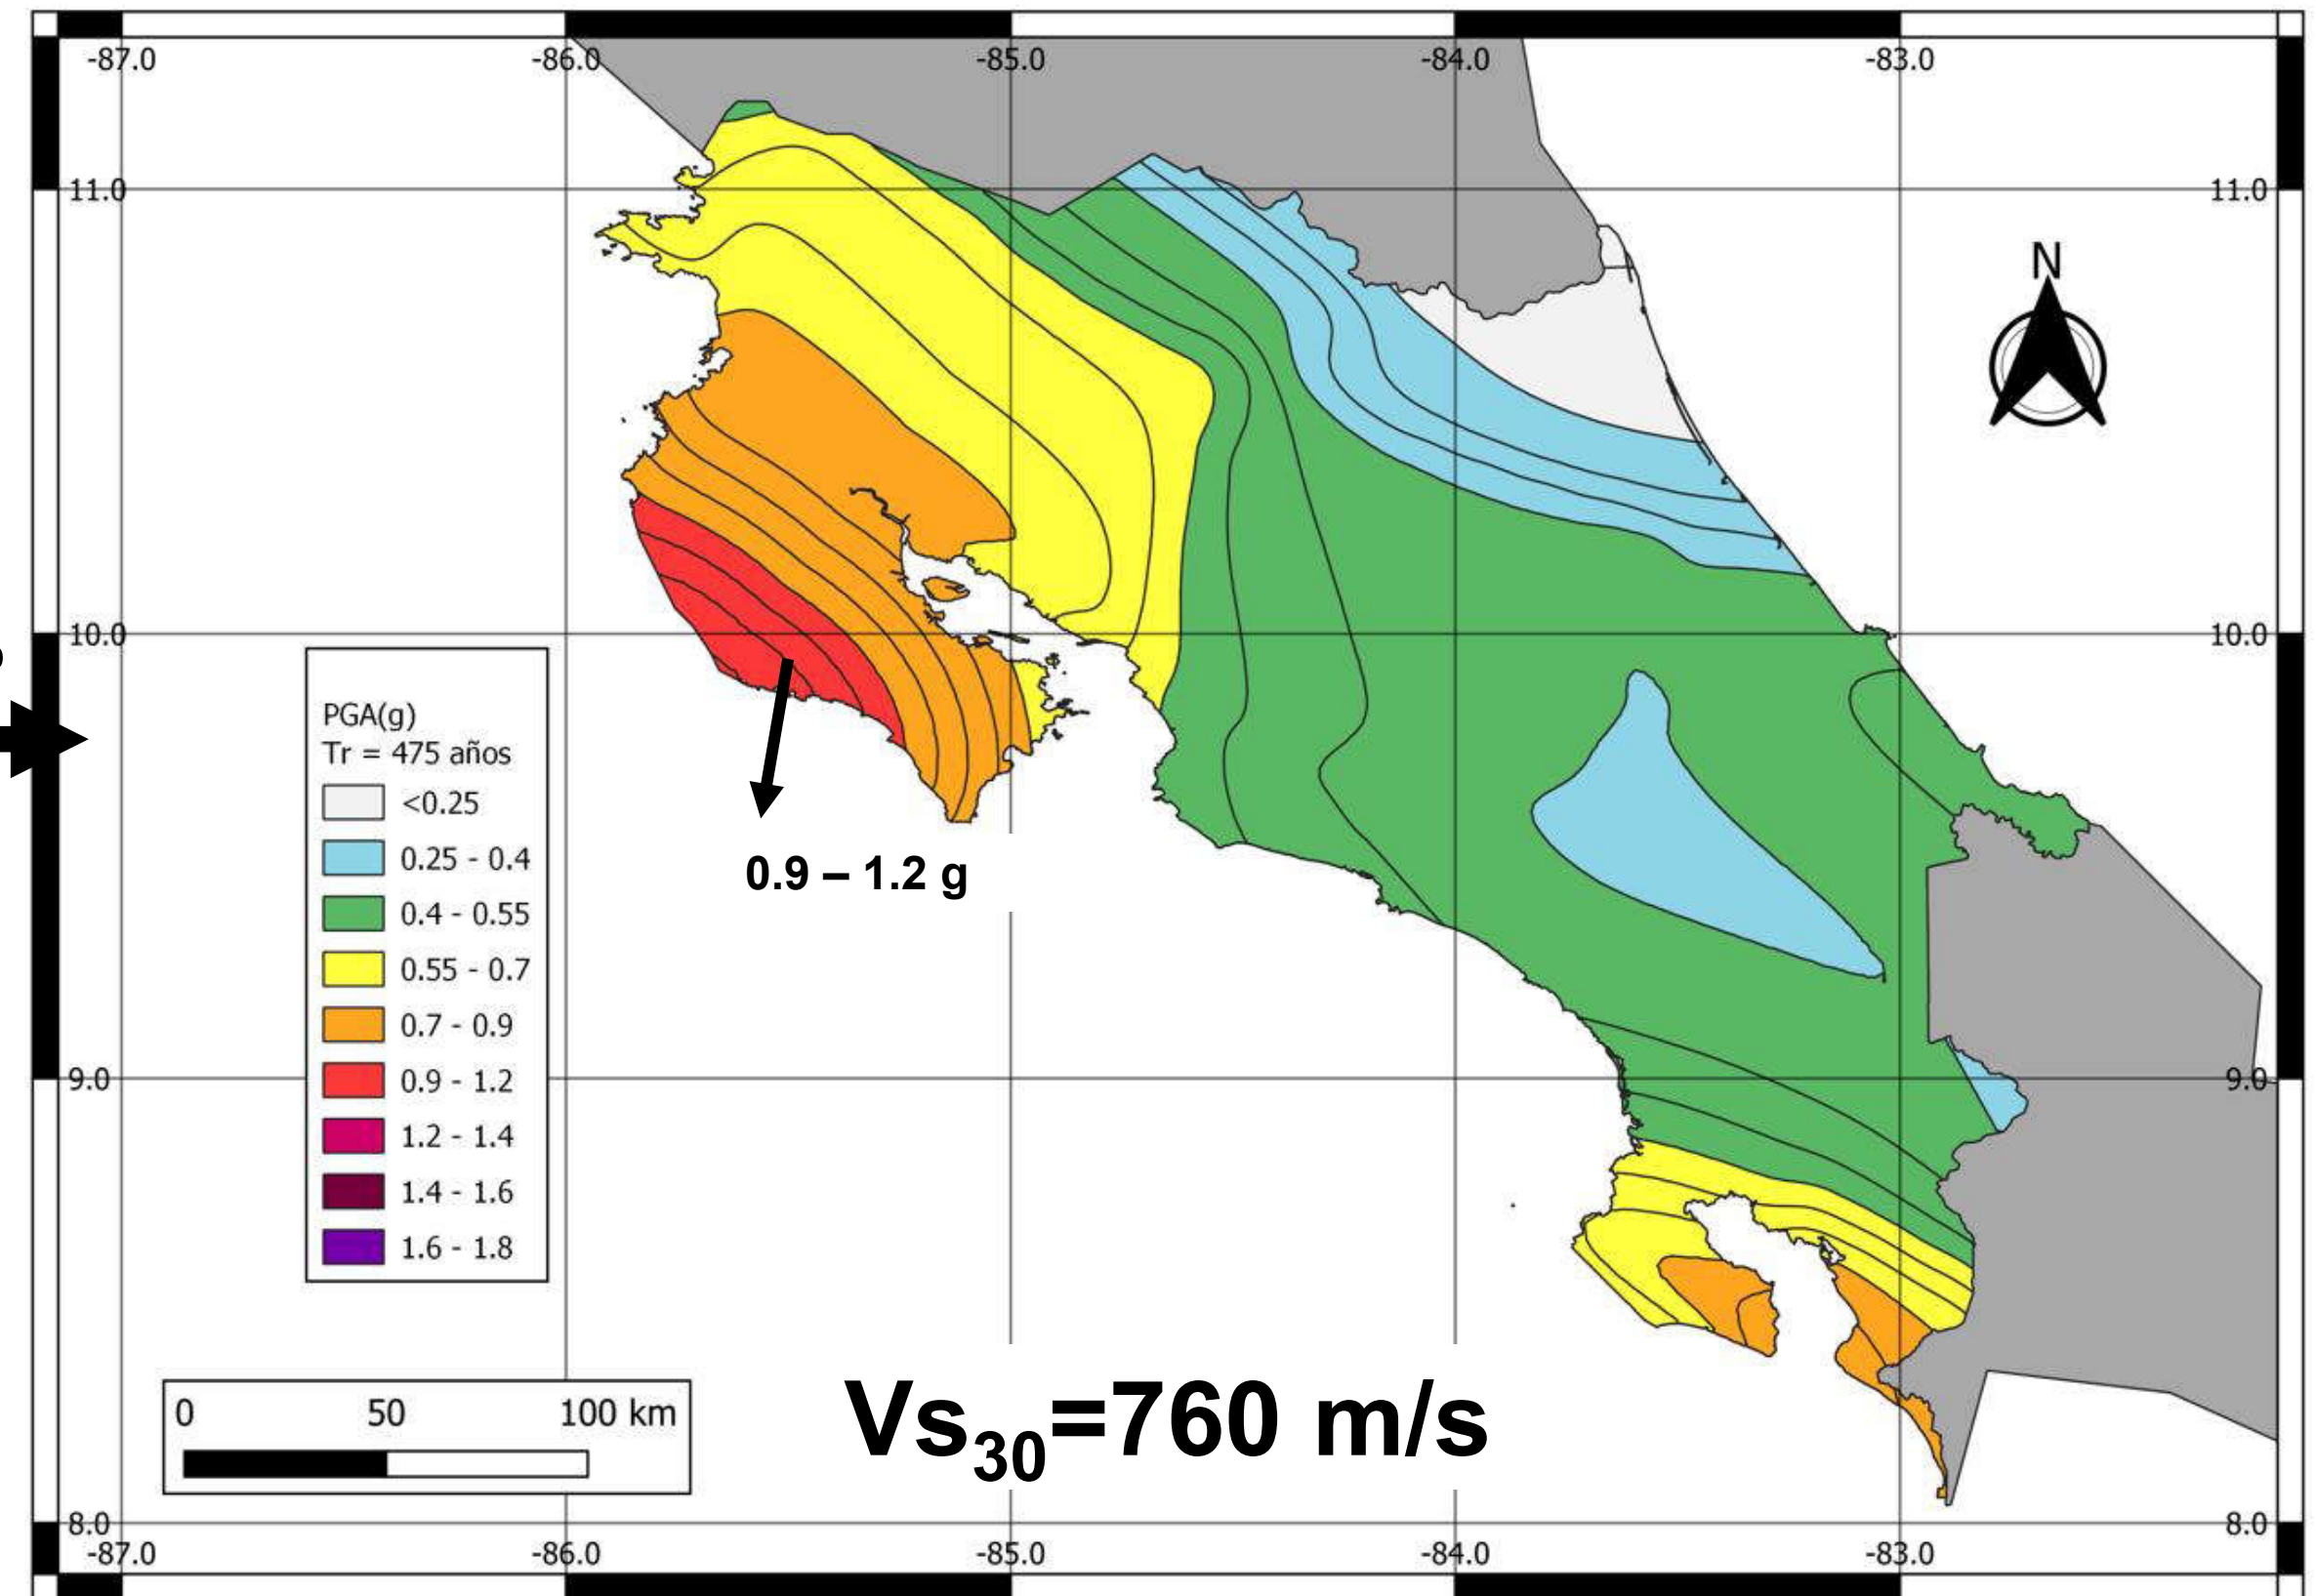 -87.0 -86.0 -85.0 -84.0 -83.0
11.0 11.0
N
10.0 10.0
PGA(g)
Tr = 475 años
<0.25
0.25 - 0.4
0.4 - 0.55
0.55 - 0.7
0.7 - 0.9
0.9 - 1.2
1.2 - 1.4
1.4 - 1.6
1.6 - 1.8
0.9 – 1.2 g
9.0 9.0
0 50 100 km
Vs30=760 m/s
8.0 8.0
-87.0 -86.0 -85.0 -84.0 -83.0